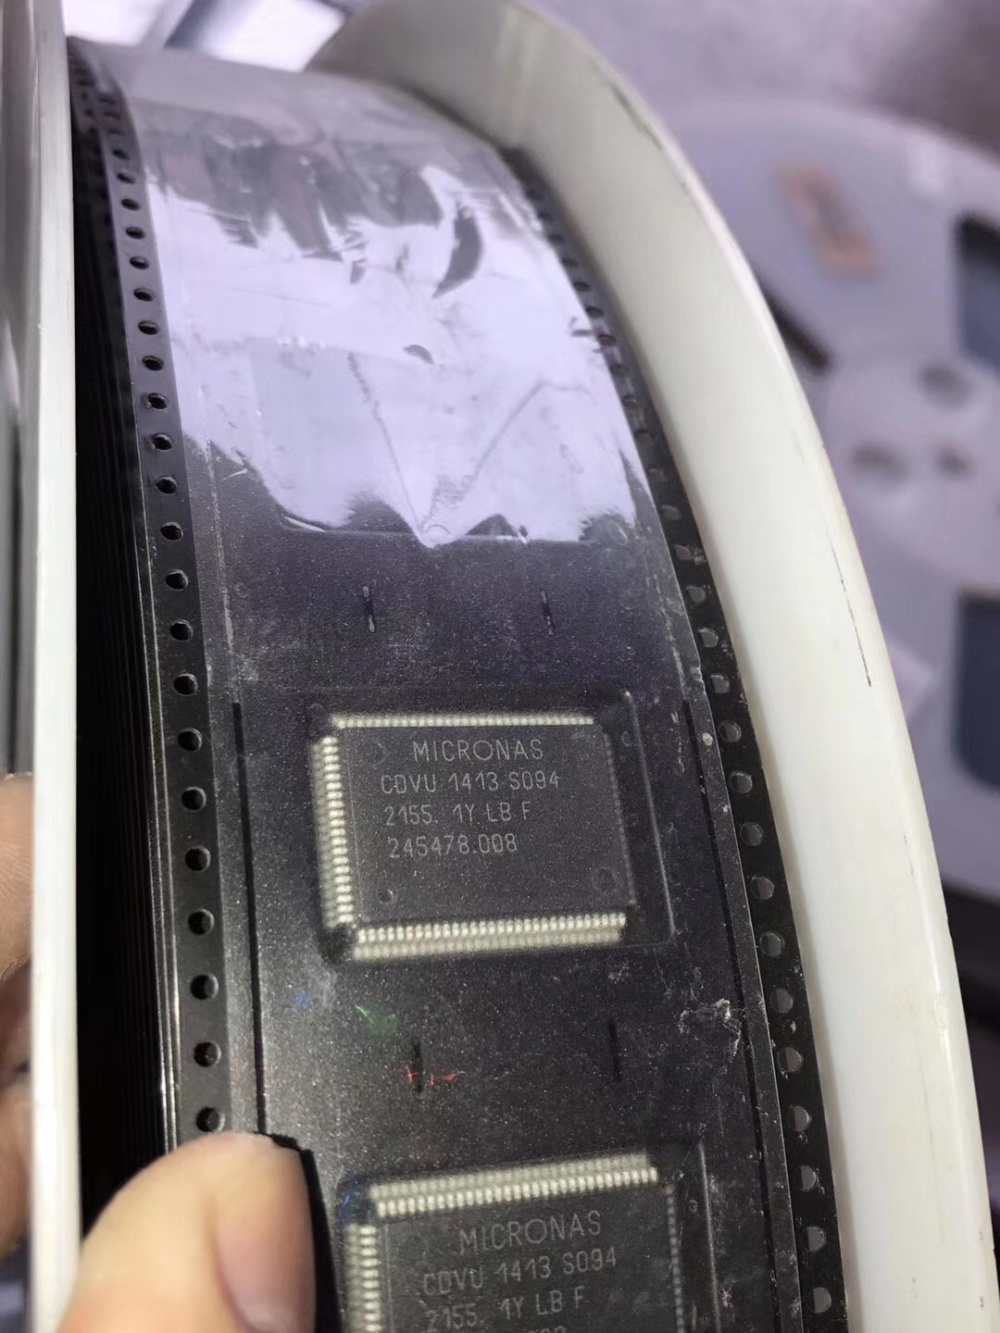 MICRONAS
CDVU 1413 S094
2155. 1Y LB F
245478.008
MICRONAS
CDVU 1413 S094
2155. 1Y LB F